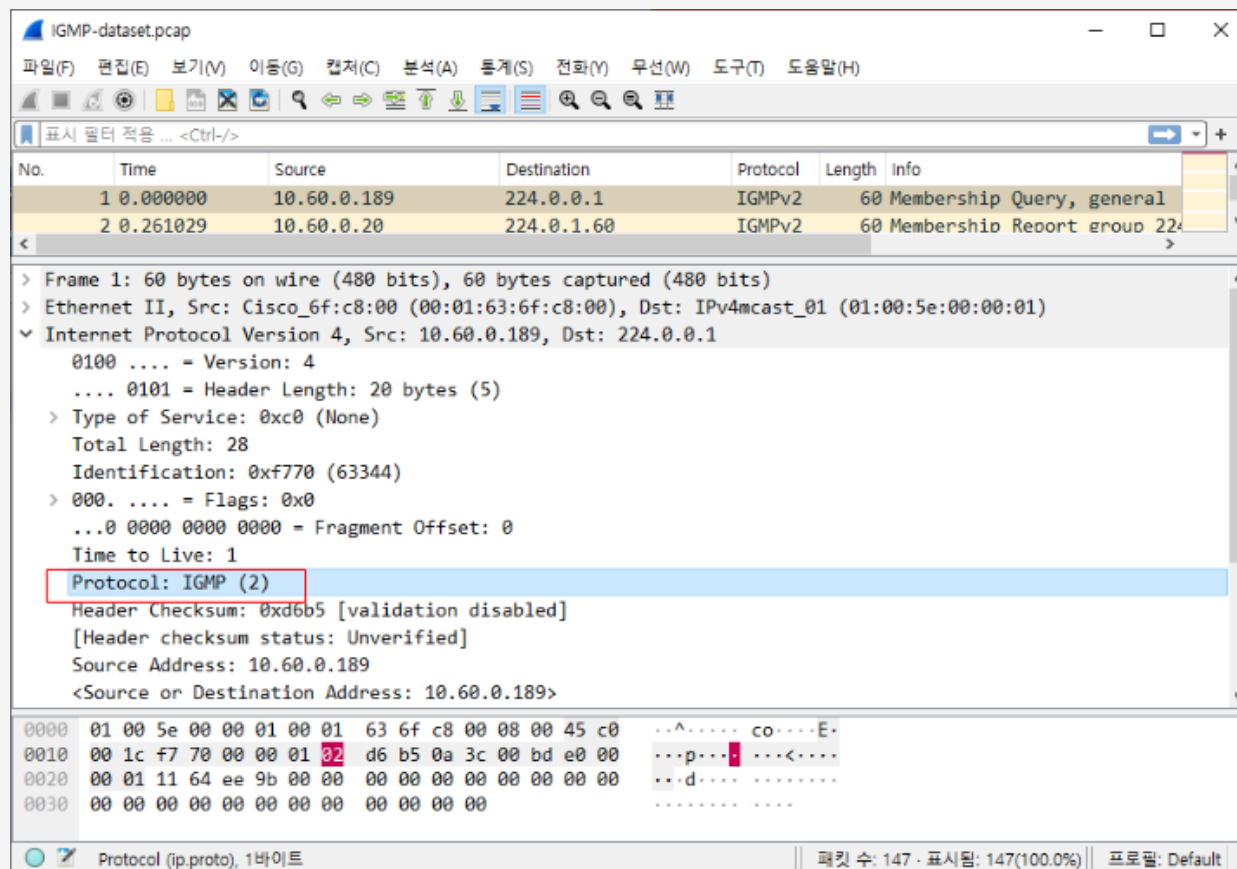 IGMP-dataset.pcap
파일(F) 편집(E) 보기(V) 이동(G) 캡처(C) 분석(A) 통계(S) 전화(Y) 무선(W) 도구(T) 도움말(H)
표시 필터 적용 ... <Ctrl-/>
No. Time Source Destination Protocol Length Info
1 0.000000 10.60.0.189 224.0.0.1 IGMPv2 60 Membership Query, general
2 0.261029 10.60.0.20 224.0.1.60 IGMPv2 60 Membership Report group 224
Frame 1: 60 bytes on wire (480 bits), 60 bytes captured (480 bits)
Ethernet II, Src: Cisco_6f:c8:00 (00:01:63:6f:c8:00), Dst: IPv4mcast_01 (01:00:5e:00:00:01)
Internet Protocol Version 4, Src: 10.60.0.189, Dst: 224.0.0.1
0100 .... = Version: 4
.... 0101 = Header Length: 20 bytes (5)
Type of Service: 0xc0 (None)
Total Length: 28
Identification: 0xf770 (63344)
000. .... = Flags: 0x0
...0 0000 0000 0000 = Fragment Offset: 0
Time to Live: 1
Protocol: IGMP (2)
Header Checksum: 0xd6b5 [validation disabled]
[Header checksum status: Unverified]
Source Address: 10.60.0.189
<Source or Destination Address: 10.60.0.189>
0000 01 00 5e 00 00 01 00 01 63 6f c8 00 08 00 45 c0 ··^····· co····E·
0010 00 1c f7 70 00 00 01 02 d6 b5 0a 3c 00 bd e0 00 ···p···· ···<····
0020 00 01 11 64 ee 9b 00 00 00 00 00 00 00 00 00 00 ···d···· ········
0030 00 00 00 00 00 00 00 00 00 00 00 00 ········ ····
Protocol (ip.proto), 1바이트 패킷 수: 147 · 표시됨: 147(100.0%) 프로필: Default